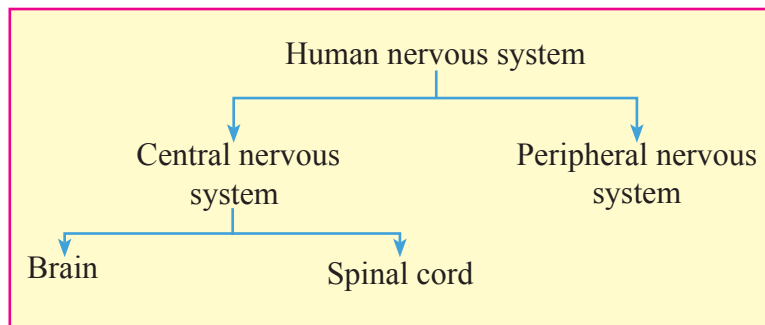 Human nervous system
Central nervous
system
Peripheral nervous
system
Brain
Spinal cord